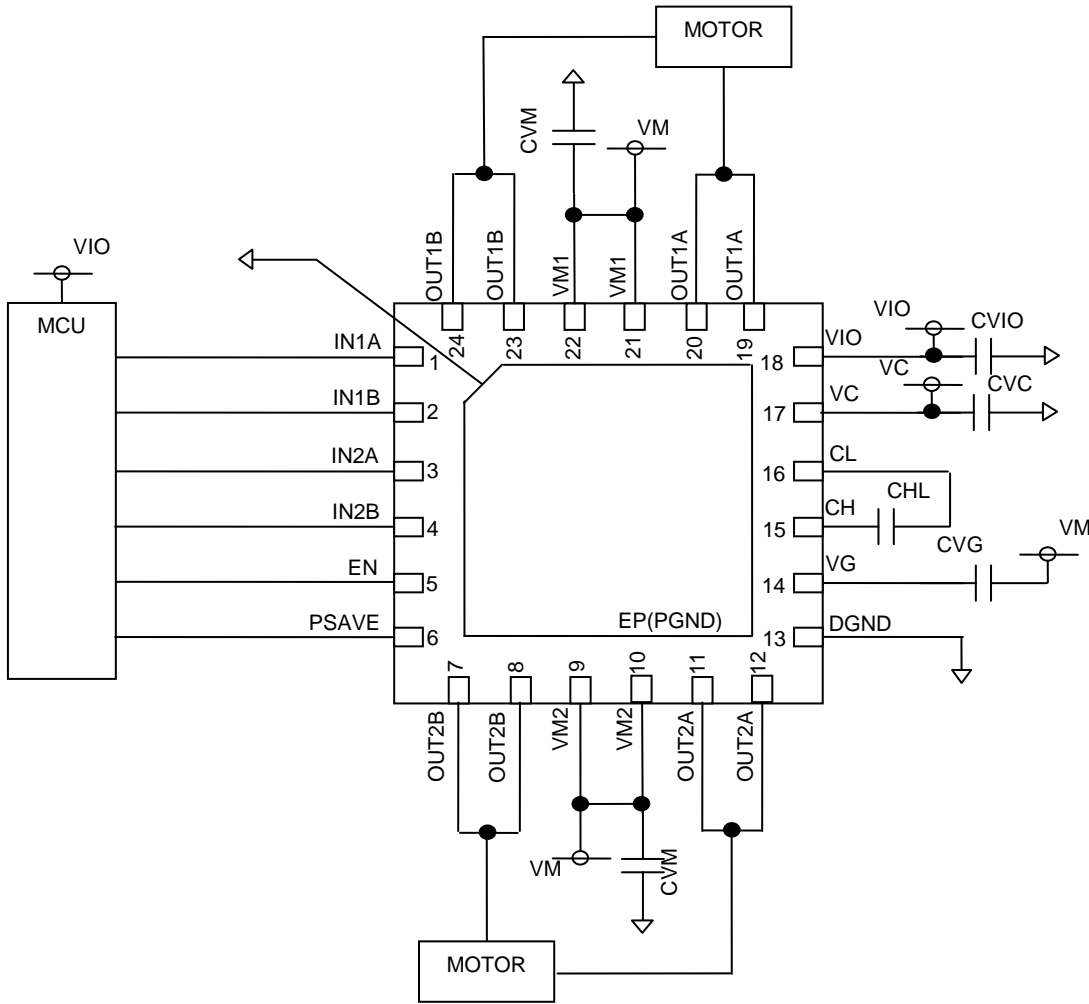 MOTOR
CVM
VM
OUT1B
OUT1B
VM1
VM1
OUT1A
OUT1A
VIO
MCU
24
23
22
21
20
19
IN1A
1
IN1B
2
IN2A
3
IN2B
4
EN
5
PSAVE
6
VIO
CVIO
VIO
18
VC
CVC
VC
17
CL
16
CHL
CH
15
VM
CVG
VG
14
DGND
13
EP(PGND)
7
8
9
10
11
12
OUT2B
OUT2B
VM2
VM2
OUT2A
OUT2A
VM
CVM
MOTOR